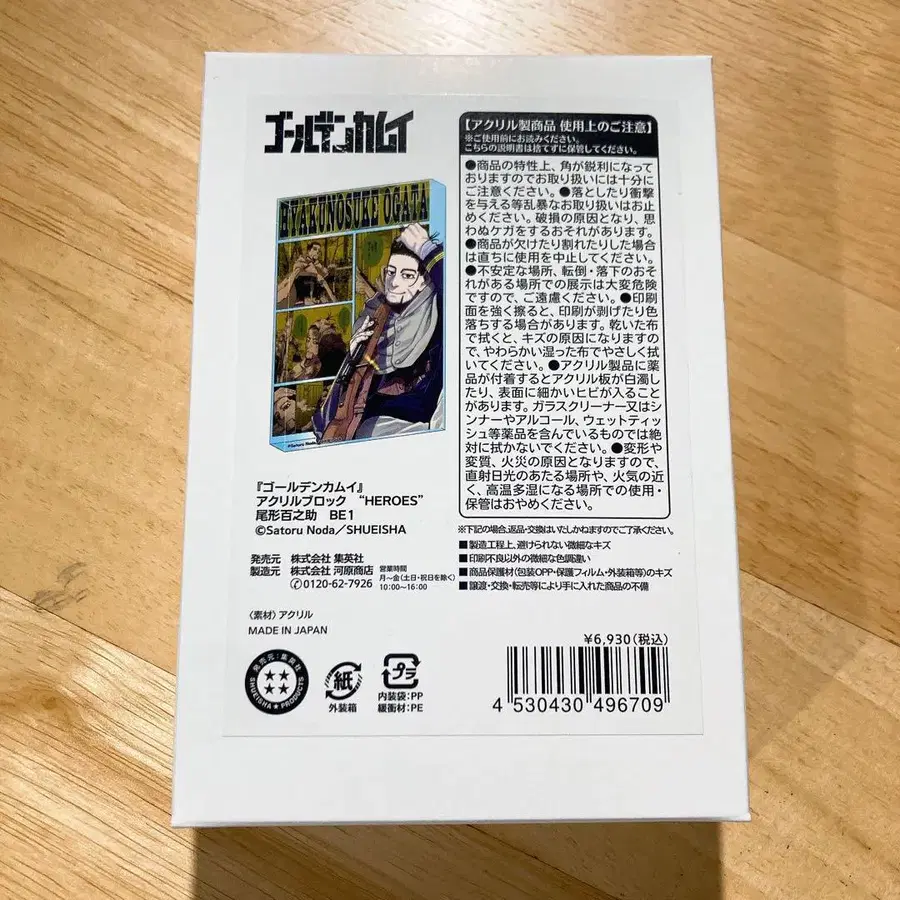 ゴールデンカムイ
HYAKUNOSUKE OGATA
©Satoru Noda
『ゴールデンカムイ』
アクリルブロック “HEROES”
尾形百之助 BE1
©Satoru Noda/SHUEISHA
発売元 株式会社 集英社
製造元 株式会社 河原商店
0120-62-7926
営業時間
月~金(土日・祝日を除く)
10:00~16:00
〈素材〉アクリル
MADE IN JAPAN
発売元:集英社
SHUEISHA★PRODUCTS
紙
外装箱
プラ
内装袋:PP
緩衝材:PE
【アクリル製商品 使用上のご注意】
※ご使用前にお読みください。
こちらの説明書は捨てずに保管してください。
●商品の特性上、角が鋭利になって
おりますのでお取り扱いには十分に
ご注意ください。●落としたり衝撃
を与える等乱暴なお取り扱いはお止
めください。破損の原因となり、思
わぬケガをするおそれがあります。
●商品が欠けたり割れたりした場合
は直ちに使用を中止してください。
●不安定な場所、転倒・落下のおそ
れがある場所での展示は大変危険
ですので、ご遠慮ください。●印刷
面を強く擦ると、印刷が剥げたり色
落ちする場合があります。乾いた布
で拭くと、キズの原因になりますの
で、やわらかい湿った布でやさしく拭
いてください。●アクリル製品に薬
品が付着するとアクリル板が白濁し
たり、表面に細かいヒビが入ること
があります。ガラスクリーナー又はシ
ンナーやアルコール、ウェットティッ
シュ等薬品を含んでいるものでは絶
対に拭かないでください。●変形や
変質、火災の原因となりますので、
直射日光のあたる場所や、火気の近
く、高温多湿になる場所での使用・
保管はおやめください。
※下記の場合、返品・交換はいたしかねますのでご了承ください。
■製造工程上、避けられない微細なキズ
■印刷不良以外の微細な色調違い
■商品保護材(包装OPP・保護フィルム・外装箱等)のキズ
■譲渡・交換・転売等により手に入れた商品の不備
¥6,930(税込)
4 530430 496709